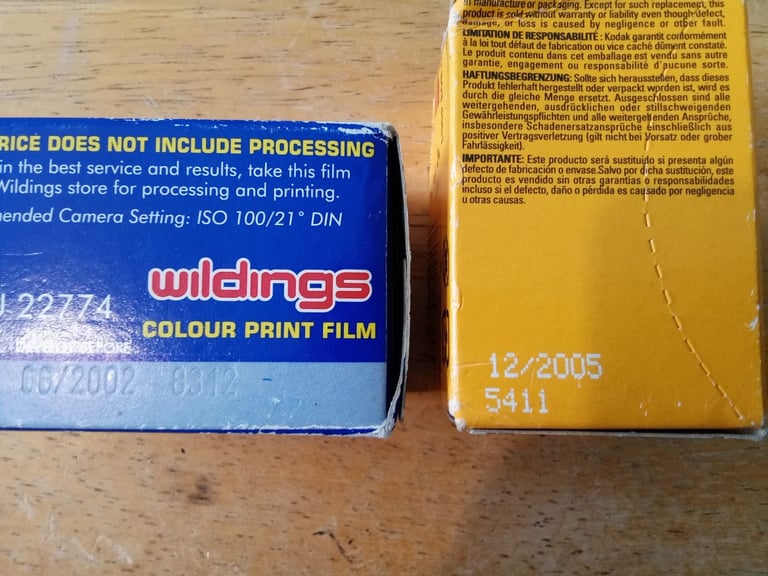 RICE DOES NOT INCLUDE PROCESSING
in the best service and results, take this film
Wildings store for processing and printing.
ended Camera Setting: ISO 100/21° DIN
wildings
22774
COLOUR PRINT FILM
06/2002 8312
in manufacture or packaging. Except for such replacement, this
product is sold without warranty or liability even though defect,
damage, or loss is caused by negligence or other fault.
LIMITATION DE RESPONSABILITÉ : Kodak garantit conformément
à la loi tout défaut de fabrication ou vice caché dûment constaté.
Le produit contenu dans cet emballage est vendu sans autre
garantie, engagement ou responsabilité d'aucune sorte.
HAFTUNGSBEGRENZUNG: Sollte sich herausstellen, dass dieses
Produkt fehlerhaft hergestellt oder verpackt worden ist, wird es
durch die gleiche Menge ersetzt. Ausgeschlossen sind alle
weitergehenden, ausdrücklichen oder stillschweigenden
Gewährleistungspflichten und alle weitergehenden Ansprüche,
insbesondere Schadenersatzansprüche einschließlich aus
positiver Vertragsverletzung (gilt nicht bei Vorsatz oder grober
Fahrlässigkeit).
IMPORTANTE: Este producto será sustituido si presenta algún
defecto de fabricación o envase.Salvo por dicha sustitución, este
producto es vendido sin otras garantías o responsabilidades
incluso si el defecto, daño o pérdida es causado por negligencia
u otras causas.
12/2005
5411